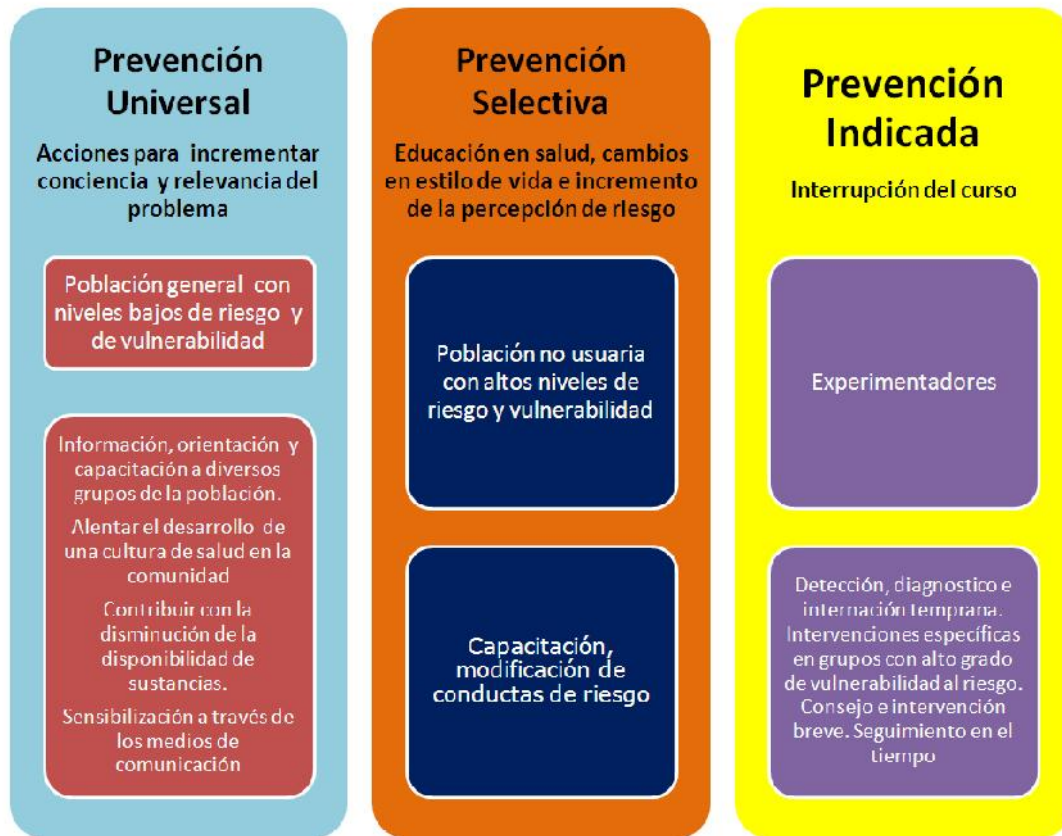 Prevención
Universal
Acciones para incrementar
conciencia y relevancia del
problema
Población general con
niveles bajos de riesgo y
de vulnerabilidad
Información, orientación y
capacitación a diversos
grupos de la población.
Alentar el desarrollo de
una cultura de salud en la
comunidad
Contribuir con la
disminución de la
disponibilidad de
sustancias.
Sensibilización a través de
los medios de
comunicación
Prevención
Selectiva
Educación en salud, cambios
en estilo de vida e incremento
de la percepción de riesgo
Población no usuaria
con altos niveles de
riesgo y vulnerabilidad
Capacitación,
modificación de
conductas de riesgo
Prevención
Indicada
Interrupción del curso
Experimentadores
Detección, diagnostico e
internación temprana.
Intervenciones específicas
en grupos con alto grado
de vulnerabilidad al riesgo.
Consejo e intervención
breve. Seguimiento en el
tiempo